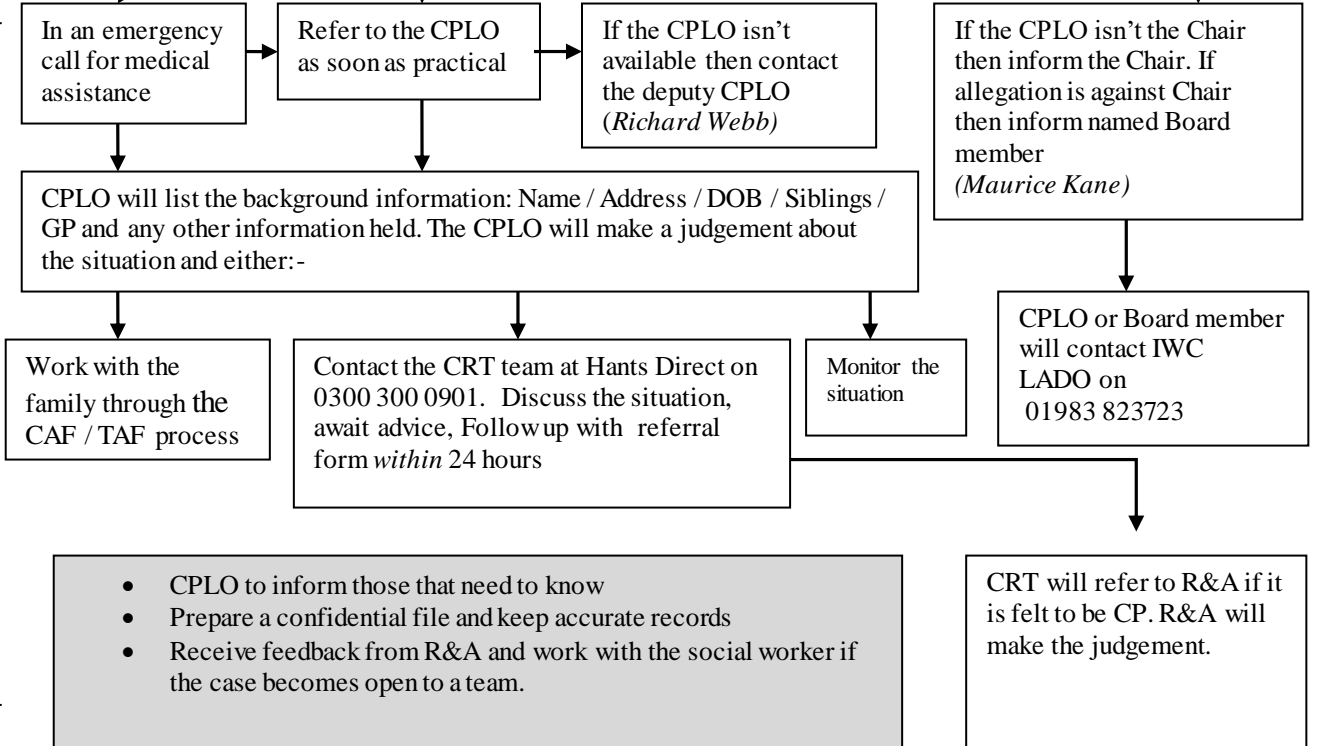 In an emergency
call for medical
assistance
Refer to the CPLO
as soon as practical
If the CPLO isn't
available then contact
the deputy CPLO
(Richard Webb)
If the CPLO isn't the Chair
then inform the Chair. If
allegation is against Chair
then inform named Board
member
(Maurice Kane)
CPLO will list the background information: Name / Address / DOB / Siblings /
GP and any other information held. The CPLO will make a judgement about
the situation and either:-
Work with the
family through the
CAF / TAF process
Contact the CRT team at Hants Direct on
0300 300 0901. Discuss the situation,
await advice, Follow up with referral
form within 24 hours
Monitor the
situation
CPLO or Board member
will contact IWC
LADO on
01983 823723
• CPLO to inform those that need to know
• Prepare a confidential file and keep accurate records
• Receive feedback from R&A and work with the social worker if
the case becomes open to a team.
CRT will refer to R&A if it
is felt to be CP. R&A will
make the judgement.